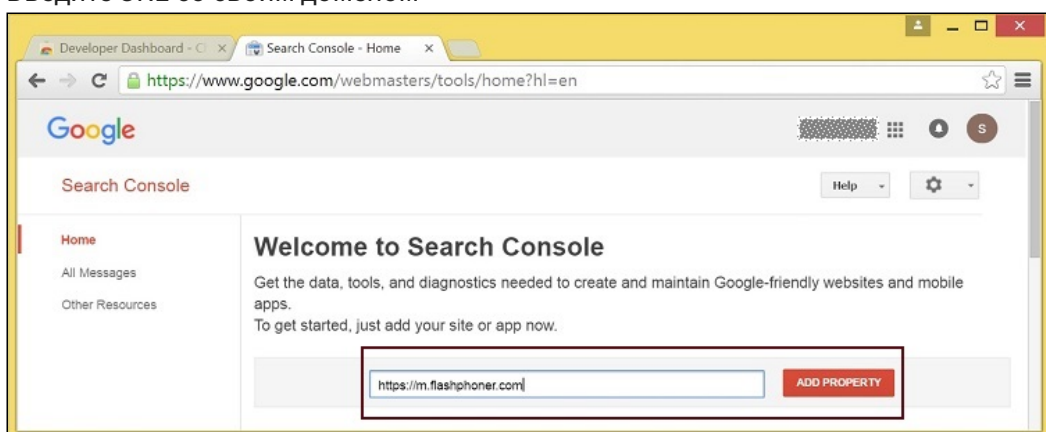 Developer Dashboard - C
Search Console - Home
https://www.google.com/webmasters/tools/home?hl=en
Google
S
Search Console
Help
Home
All Messages
Other Resources
Welcome to Search Console
Get the data, tools, and diagnostics needed to create and maintain Google-friendly websites and mobile
apps.
To get started, just add your site or app now.
https://m.flashphoner.com
ADD PROPERTY